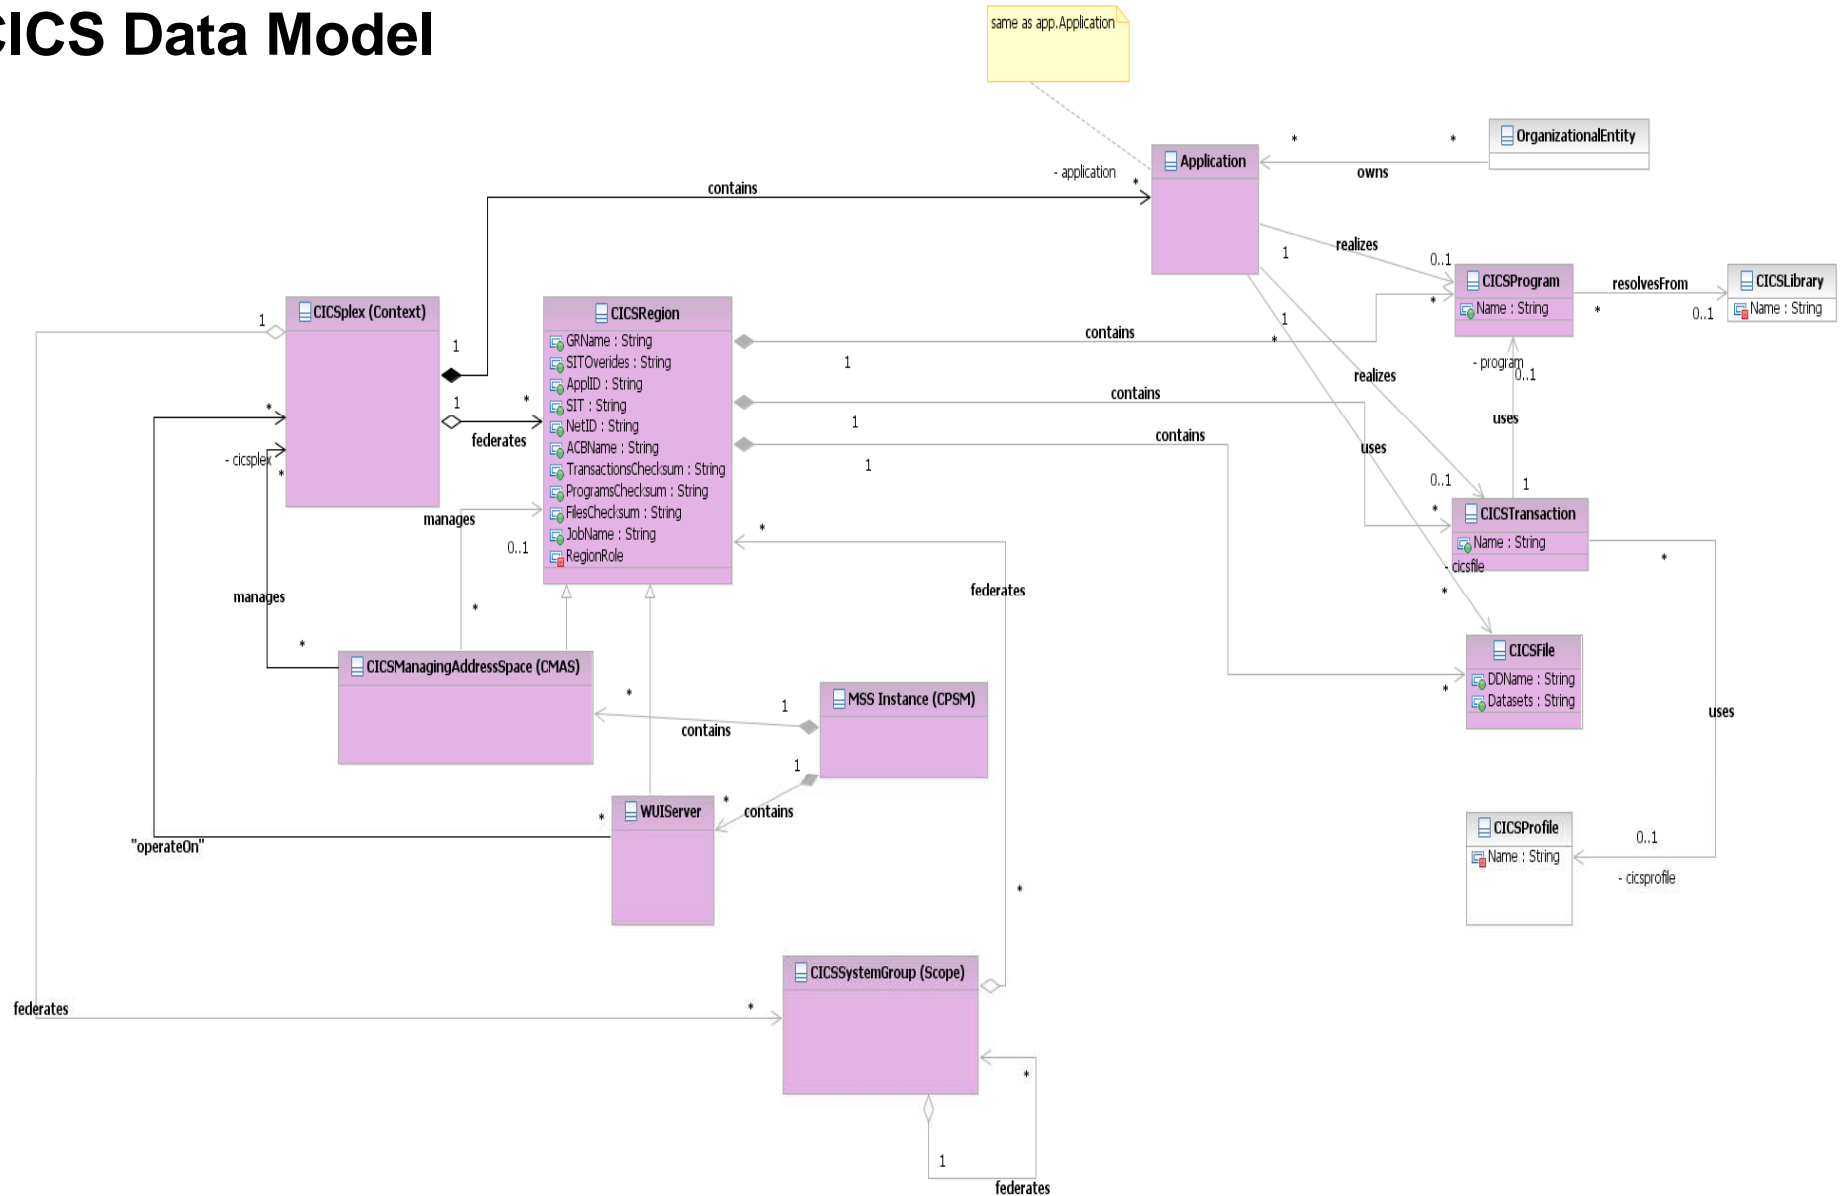 CICS Data Model
same as app.Application
OrganizationalEntity
*
*
owns
Application
- application
*
contains
realizes
1
0..1
CICSProgram
Name : String
resolvesFrom
*
0..1
CICSLibrary
Name : String
CICSplex (Context)
1
1
1
*
federates
*
- cicsplex
*
CICSRegion
GRName : String
SITOverides : String
ApplID : String
SIT : String
NetID : String
ACBName : String
TransactionsChecksum : String
ProgramsChecksum : String
FilesChecksum : String
JobName : String
RegionRole
contains
1
*
1
*
contains
1
contains
1
realizes
uses
- program
0..1
uses
0..1
1
*
CICSTransaction
Name : String
- cicsfile
*
*
manages
0..1
*
*
federates
manages
*
CICSManagingAddressSpace (CMAS)
*
1
contains
MSS Instance (CPSM)
1
*
contains
CICSFile
DDName : String
Datasets : String
*
uses
WUIServer
*
"operateOn"
CICSProfile
Name : String
0..1
- cicsprofile
*
CICSSystemGroup (Scope)
federates
*
*
1
federates